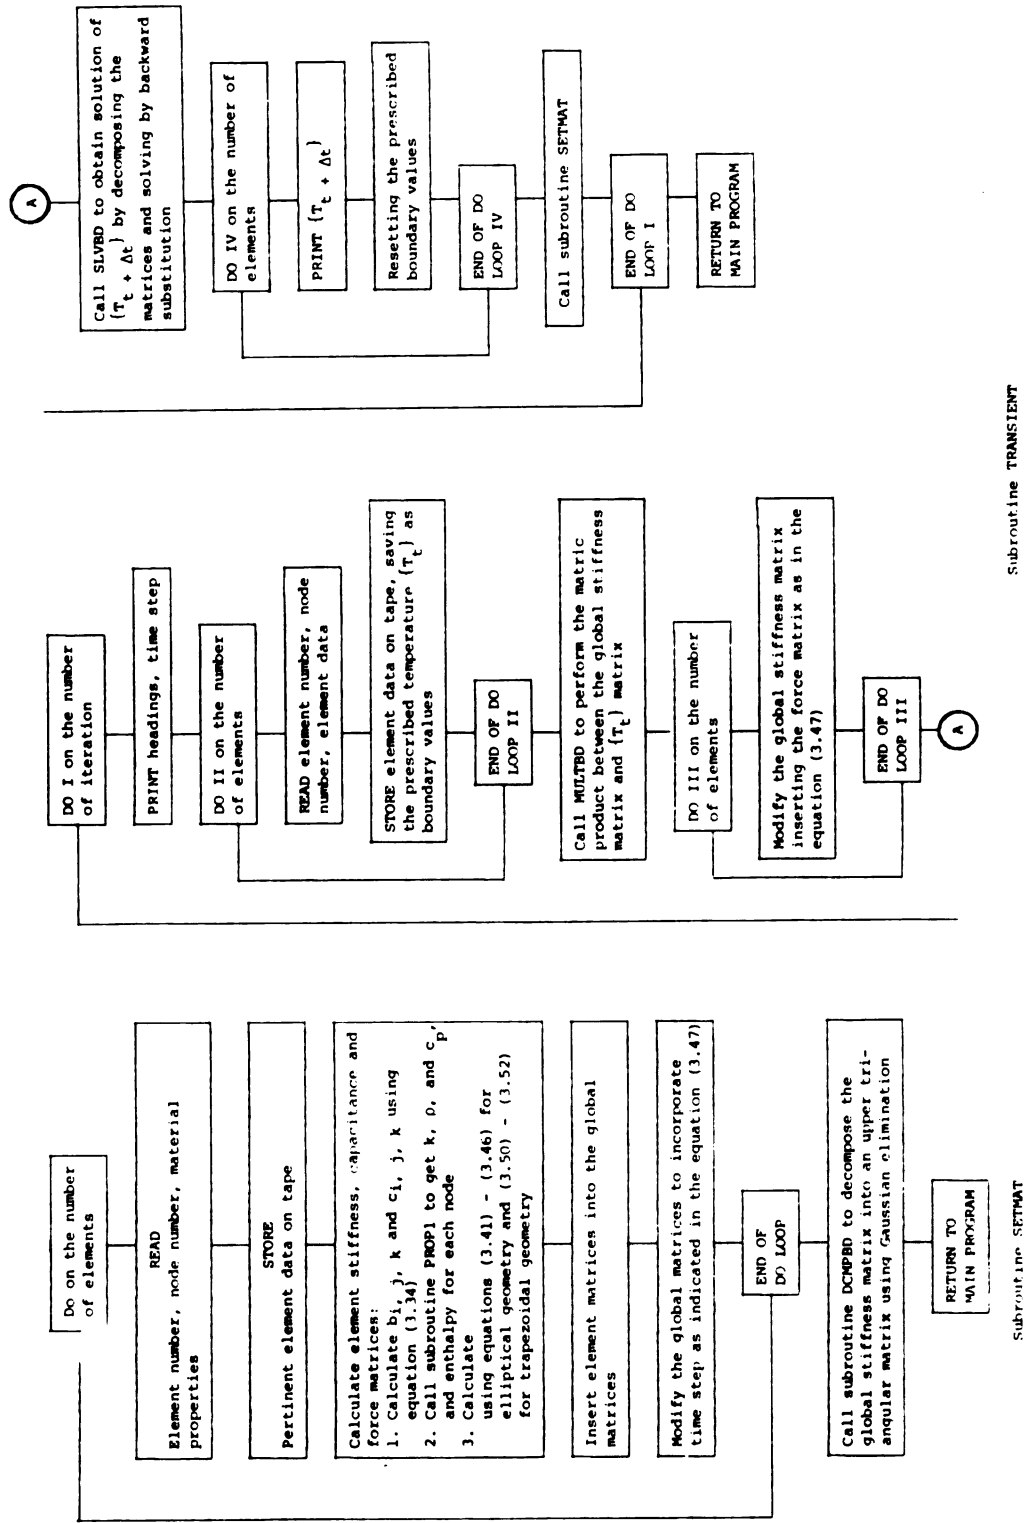 Do on the number
of elements
READ
Element number, node number, material
properties
STORE
Pertinent element data on tape
Calculate element stiffness, capacitance and
force matrices:
1. Calculate bi, j, k and ci, j, k using
equation (3.34)
2. Call subroutine PROP1 to get k, ρ, and cp,
and enthalpy for each node
3. Calculate
using equations (3.41) - (3.46) for
elliptical geometry and (3.50) - (3.52)
for trapezoidal geometry
Insert element matrices into the global
matrices
Modify the global matrices to incorporate
time step as indicated in the equation (3.47)
END OF
DO LOOP
Call subroutine DCMPBD to decompose the
global stiffness matrix into an upper tri-
angular matrix using Gaussian elimination
RETURN TO
MAIN PROGRAM
Subroutine SETMAT
DO I on the number
of iteration
PRINT headings, time step
DO II on the number
of elements
READ element number, node
number, element data
STORE element data on tape, saving
the prescribed temperature {Tt} as
boundary values
END OF DO
LOOP II
Call MULTBD to perform the matric
product between the global stiffness
matrix and {Tt} matrix
DO III on the number
of elements
Modify the global stiffness matrix
inserting the force matrix as in the
equation (3.47)
END OF DO
LOOP III
A
A
Call SLVBD to obtain solution of
{Tt + Δt} by decomposing the
matrices and solving by backward
substitution
DO IV on the number of
elements
PRINT {Tt + Δt}
Resetting the prescribed
boundary values
END OF DO
LOOP IV
Call subroutine SETMAT
END OF DO
LOOP I
RETURN TO
MAIN PROGRAM
Subroutine TRANSIENT